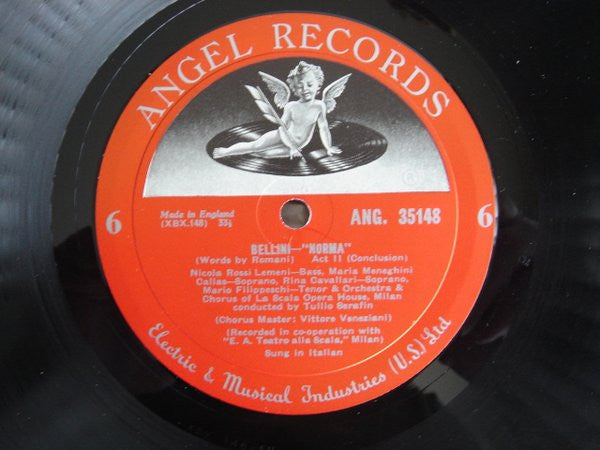 ANGEL RECORDS
Made in England
(XBX.148) 33⅓
ANG. 35148
6
6
BELLINI—"NORMA"
(Words by Romani) Act II (Conclusion)
Nicola Rossi Lemeni—Bass, Maria Meneghini
Callas—Soprano, Rina Cavallari—Soprano,
Mario Filippeschi—Tenor & Orchestra &
Chorus of La Scala Opera House, Milan
conducted by Tullio Serafin
(Chorus Master: Vittore Veneziani)
(Recorded in co-operation with
"E. A. Teatro alla Scala," Milan)
Sung in Italian
Electric & Musical Industries (U.S.) Ltd